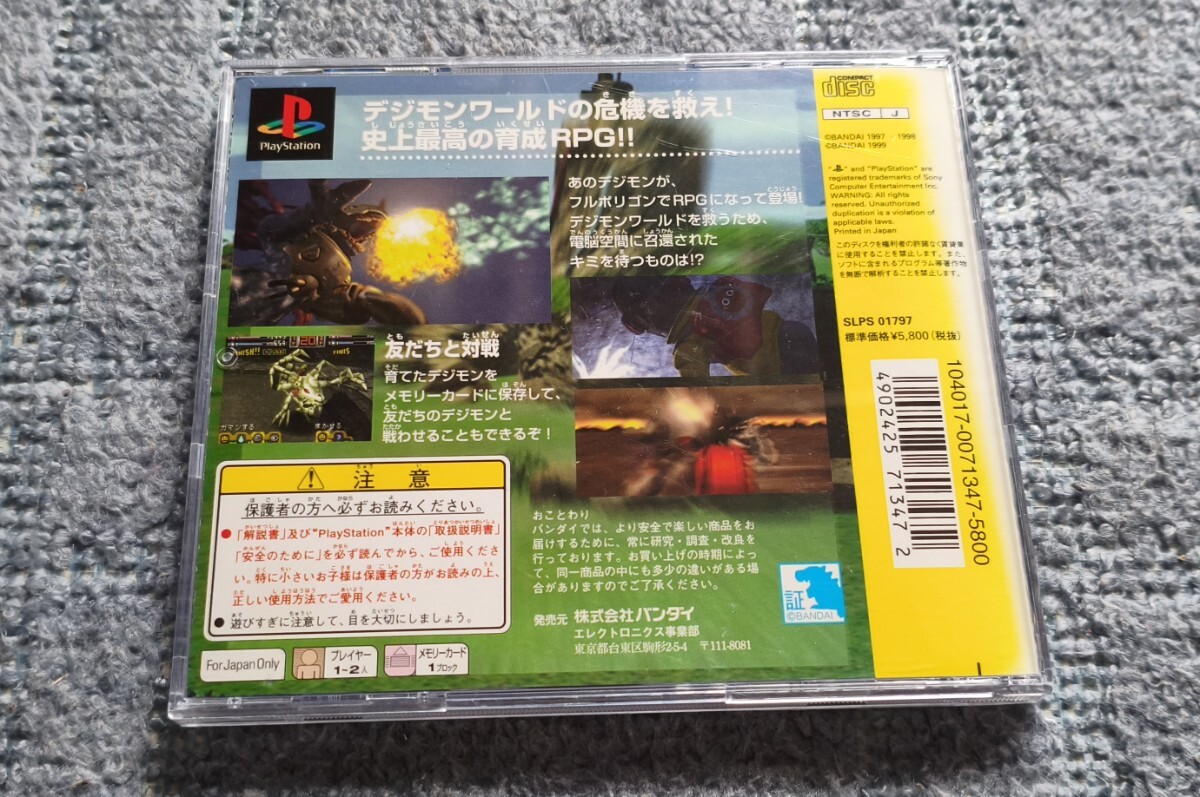 PlayStation
デジモンワールドの危機を救え!
史上最高の育成RPG!!
あのデジモンが、
フルポリゴンでRPGになって登場!
デジモンワールドを救うため、
電脳空間に召還された
キミを待つものは!?
友だちと対戦
育てたデジモンを
メモリーカードに保存して、
友だちのデジモンと
戦わせることもできるぞ!
ガマンする
まかせる
注意
保護者の方へ必ずお読みください。
●「解説書」及び"PlayStation"本体の「取扱説明書」
「安全のために」を必ず読んでから、ご使用くださ
い。特に小さいお子様は保護者の方がお読みの上、
正しい使用方法でご愛用ください。
●遊びすぎに注意して、目を大切にしましょう。
For Japan Only
プレイヤー
1~2人
メモリーカード
1ブロック
おことわり
バンダイでは、より安全で楽しい商品をお
届けするために、常に研究・調査・改良を
行っております。お買い上げの時期によっ
て、同一商品の中にも多少の違いがある場
合がありますのでご了承ください。
発売元 株式会社バンダイ
エレクトロニクス事業部
東京都台東区駒形2-5-4 〒111-8081
証
©BANDAI
COMPACT
disc
NTSC J
©BANDAI 1997・1998
©BANDAI 1999
" " and "PlayStation" are
registered trademarks of Sony
Computer Entertainment Inc.
WARNING: All rights
reserved. Unauthorized
duplication is a violation of
applicable laws.
Printed in Japan
このディスクを権利者の許諾なく賃貸業
に使用することを禁止します。また、
ソフトに含まれるプログラム等著作物
を無断で解析することを禁止します。
SLPS 01797
標準価格¥5,800(税抜)
104017-0071347-5800
4902425 713472